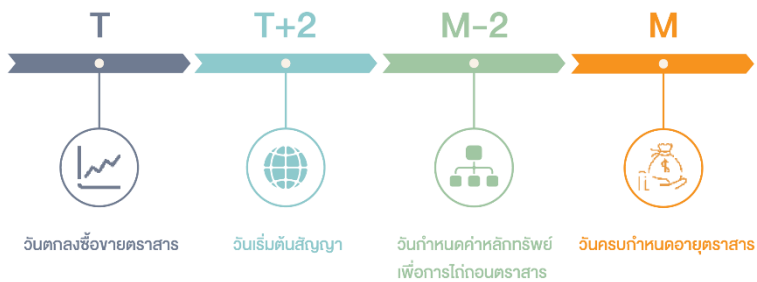 T
T+2
M-2
M
$
วันตกลงซื้อขายตราสาร
วันเริ่มต้นสัญญา
วันกำหนดค่าหลักทรัพย์
เพื่อการไถ่ถอนตราสาร
วันครบกำหนดอายุตราสาร